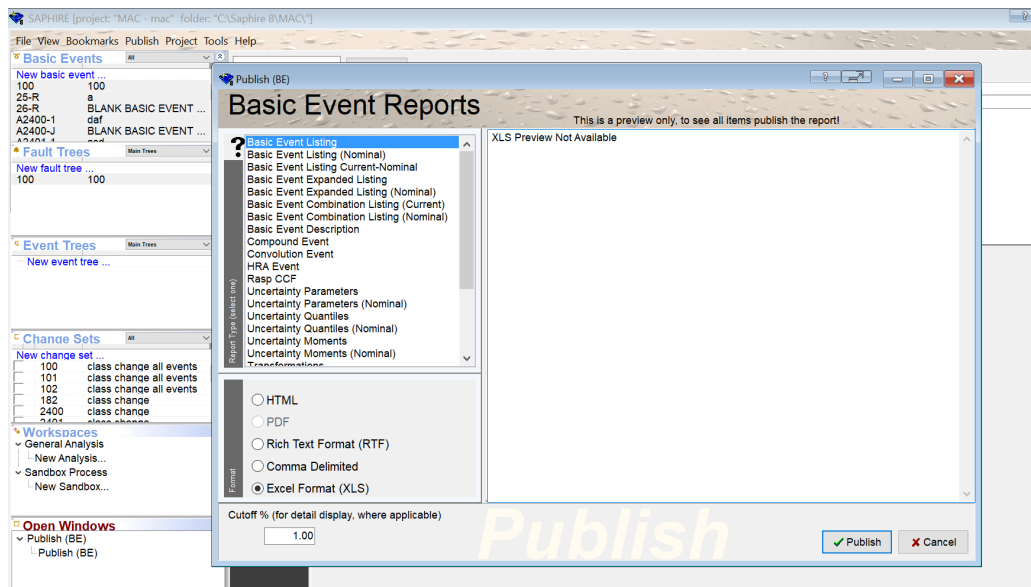 SAPHIRE [project: "MAC - mac" folder: "C:\Saphire 8\MAC\"]
File View Bookmarks Publish Project Tools Help
Basic Events All
New basic event ...
100 100
25-R a
26-R BLANK BASIC EVENT ...
A2400-1 daf
A2400-J BLANK BASIC EVENT ...
Fault Trees Main Trees
New fault tree ...
100 100
Event Trees Main Trees
New event tree ...
Change Sets All
New change set ...
100 class change all events
101 class change all events
102 class change all events
182 class change
2400 class change
2401 class change
Workspaces
General Analysis
New Analysis...
Sandbox Process
New Sandbox...
Open Windows
Publish (BE)
Publish (BE)
Publish (BE)
Basic Event Reports
This is a preview only, to see all items publish the report!
?
Report Type (select one)
Basic Event Listing
Basic Event Listing (Nominal)
Basic Event Listing Current-Nominal
Basic Event Expanded Listing
Basic Event Expanded Listing (Nominal)
Basic Event Combination Listing (Current)
Basic Event Combination Listing (Nominal)
Basic Event Description
Compound Event
Convolution Event
HRA Event
Rasp CCF
Uncertainty Parameters
Uncertainty Parameters (Nominal)
Uncertainty Quantiles
Uncertainty Quantiles (Nominal)
Uncertainty Moments
Uncertainty Moments (Nominal)
Transformations
XLS Preview Not Available
Format
HTML
PDF
Rich Text Format (RTF)
Comma Delimited
Excel Format (XLS)
Cutoff % (for detail display, where applicable)
1.00
Publish
Publish
Cancel